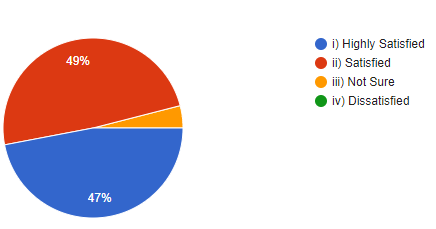 49%
47%
i) Highly Satisfied
ii) Satisfied
iii) Not Sure
iv) Dissatisfied